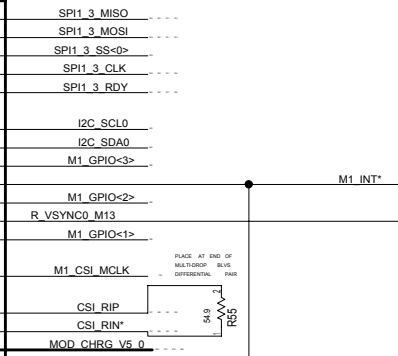 SPI1_3_MISO
SPI1_3_MOSI
SPI1_3_SS<0>
SPI1_3_CLK
SPI1_3_RDY
I2C_SCL0
I2C_SDA0
M1_GPIO<3>
M1_INT*
M1_GPIO<2>
R_VSYNC0_M13
M1_GPIO<1>
PLACE AT END OF
MULTI-DROP BLVS
DIFFERENTIAL PAIR
M1_CSI_MCLK
2
CSI_RIP
54.9
R55
CSI_RIN*
1
MOD_CHRG_V5_0